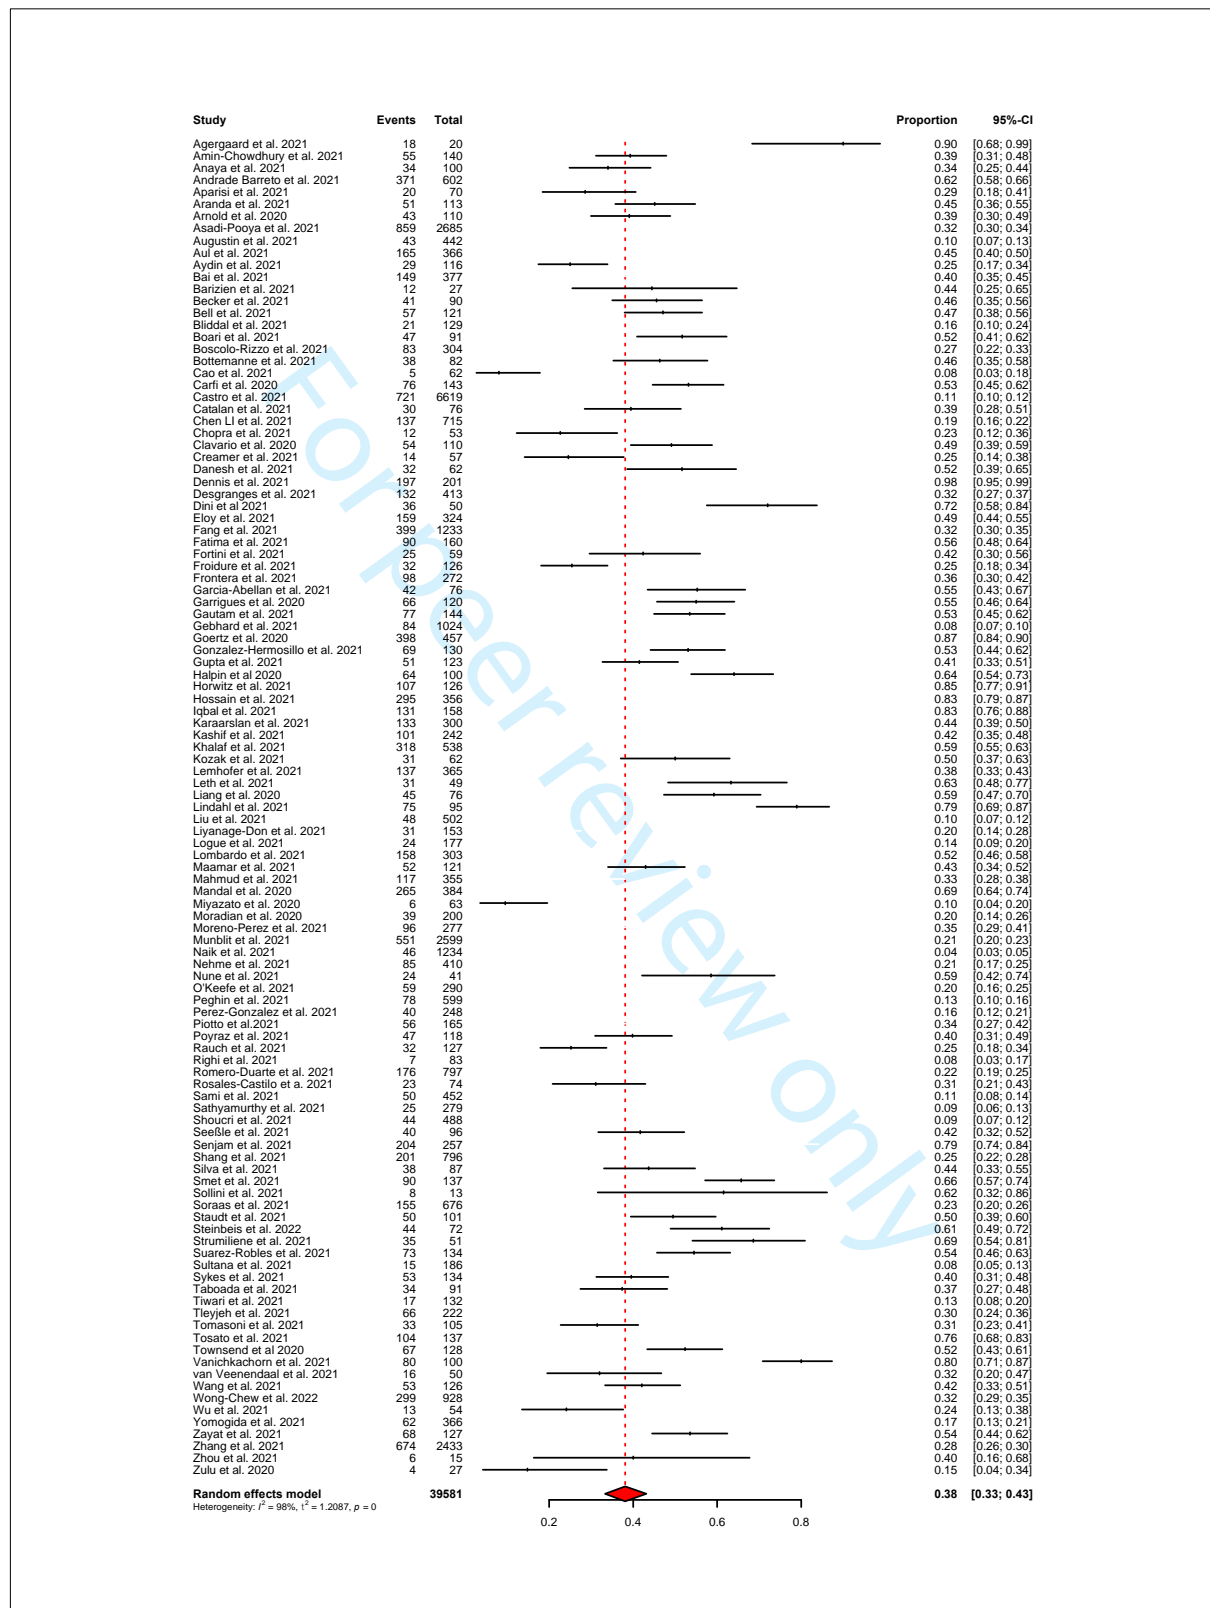 Study Events Total Proportion 95%-CI
Agergaard et al. 2021 18 20 0.90 [0.68; 0.99]
Amin-Chowdhury et al. 2021 55 140 0.39 [0.31; 0.48]
Anaya et al. 2021 34 100 0.34 [0.25; 0.44]
Andrade Barreto et al. 2021 371 602 0.62 [0.58; 0.66]
Aparisi et al. 2021 20 70 0.29 [0.18; 0.41]
Aranda et al. 2021 51 113 0.45 [0.36; 0.55]
Arnold et al. 2020 43 110 0.39 [0.30; 0.49]
Asadi-Pooya et al. 2021 859 2685 0.32 [0.30; 0.34]
Augustin et al. 2021 43 442 0.10 [0.07; 0.13]
Aul et al. 2021 165 366 0.45 [0.40; 0.50]
Aydin et al. 2021 29 116 0.25 [0.17; 0.34]
Bai et al. 2021 149 377 0.40 [0.35; 0.45]
Barizien et al. 2021 12 27 0.44 [0.25; 0.65]
Becker et al. 2021 41 90 0.46 [0.35; 0.56]
Bell et al. 2021 57 121 0.47 [0.38; 0.56]
Bliddal et al. 2021 21 129 0.16 [0.10; 0.24]
Boari et al. 2021 47 91 0.52 [0.41; 0.62]
Boscolo-Rizzo et al. 2021 83 304 0.27 [0.22; 0.33]
Bottemanne et al. 2021 38 82 0.46 [0.35; 0.58]
Cao et al. 2021 5 62 0.08 [0.03; 0.18]
Carfi et al. 2020 76 143 0.53 [0.45; 0.62]
Castro et al. 2021 721 6619 0.11 [0.10; 0.12]
Catalan et al. 2021 30 76 0.39 [0.28; 0.51]
Chen LI et al. 2021 137 715 0.19 [0.16; 0.22]
Chopra et al. 2021 12 53 0.23 [0.12; 0.36]
Clavario et al. 2020 54 110 0.49 [0.39; 0.59]
Creamer et al. 2021 14 57 0.25 [0.14; 0.38]
Danesh et al. 2021 32 62 0.52 [0.39; 0.65]
Dennis et al. 2021 197 201 0.98 [0.95; 0.99]
Desgranges et al. 2021 132 413 0.32 [0.27; 0.37]
Dini et al 2021 36 50 0.72 [0.58; 0.84]
Eloy et al. 2021 159 324 0.49 [0.44; 0.55]
Fang et al. 2021 399 1233 0.32 [0.30; 0.35]
Fatima et al. 2021 90 160 0.56 [0.48; 0.64]
Fortini et al. 2021 25 59 0.42 [0.30; 0.56]
Froidure et al. 2021 32 126 0.25 [0.18; 0.34]
Frontera et al. 2021 98 272 0.36 [0.30; 0.42]
Garcia-Abellan et al. 2021 42 76 0.55 [0.43; 0.67]
Garrigues et al. 2020 66 120 0.55 [0.46; 0.64]
Gautam et al. 2021 77 144 0.53 [0.45; 0.62]
Gebhard et al. 2021 84 1024 0.08 [0.07; 0.10]
Goertz et al. 2020 398 457 0.87 [0.84; 0.90]
Gonzalez-Hermosillo et al. 2021 69 130 0.53 [0.44; 0.62]
Gupta et al. 2021 51 123 0.41 [0.33; 0.51]
Halpin et al 2020 64 100 0.64 [0.54; 0.73]
Horwitz et al. 2021 107 126 0.85 [0.77; 0.91]
Hossain et al. 2021 295 356 0.83 [0.79; 0.87]
Iqbal et al. 2021 131 158 0.83 [0.76; 0.88]
Karaarslan et al. 2021 133 300 0.44 [0.39; 0.50]
Kashif et al. 2021 101 242 0.42 [0.35; 0.48]
Khalaf et al. 2021 318 538 0.59 [0.55; 0.63]
Kozak et al. 2021 31 62 0.50 [0.37; 0.63]
Lemhofer et al. 2021 137 365 0.38 [0.33; 0.43]
Leth et al. 2021 31 49 0.63 [0.48; 0.77]
Liang et al. 2020 45 76 0.59 [0.47; 0.70]
Lindahl et al. 2021 75 95 0.79 [0.69; 0.87]
Liu et al. 2021 48 502 0.10 [0.07; 0.12]
Liyanage-Don et al. 2021 31 153 0.20 [0.14; 0.28]
Logue et al. 2021 24 177 0.14 [0.09; 0.20]
Lombardo et al. 2021 158 303 0.52 [0.46; 0.58]
Maamar et al. 2021 52 121 0.43 [0.34; 0.52]
Mahmud et al. 2021 117 355 0.33 [0.28; 0.38]
Mandal et al. 2020 265 384 0.69 [0.64; 0.74]
Miyazato et al. 2020 6 63 0.10 [0.04; 0.20]
Moradian et al. 2020 39 200 0.20 [0.14; 0.26]
Moreno-Perez et al. 2021 96 277 0.35 [0.29; 0.41]
Munblit et al. 2021 551 2599 0.21 [0.20; 0.23]
Naik et al. 2021 46 1234 0.04 [0.03; 0.05]
Nehme et al. 2021 85 410 0.21 [0.17; 0.25]
Nune et al. 2021 24 41 0.59 [0.42; 0.74]
O'Keefe et al. 2021 59 290 0.20 [0.16; 0.25]
Peghin et al. 2021 78 599 0.13 [0.10; 0.16]
Perez-Gonzalez et al. 2021 40 248 0.16 [0.12; 0.21]
Piotto et al.2021 56 165 0.34 [0.27; 0.42]
Poyraz et al. 2021 47 118 0.40 [0.31; 0.49]
Rauch et al. 2021 32 127 0.25 [0.18; 0.34]
Righi et al. 2021 7 83 0.08 [0.03; 0.17]
Romero-Duarte et al. 2021 176 797 0.22 [0.19; 0.25]
Rosales-Castilo et a. 2021 23 74 0.31 [0.21; 0.43]
Sami et al. 2021 50 452 0.11 [0.08; 0.14]
Sathyamurthy et al. 2021 25 279 0.09 [0.06; 0.13]
Shoucri et al. 2021 44 488 0.09 [0.07; 0.12]
Seeßle et al. 2021 40 96 0.42 [0.32; 0.52]
Senjam et al. 2021 204 257 0.79 [0.74; 0.84]
Shang et al. 2021 201 796 0.25 [0.22; 0.28]
Silva et al. 2021 38 87 0.44 [0.33; 0.55]
Smet et al. 2021 90 137 0.66 [0.57; 0.74]
Sollini et al. 2021 8 13 0.62 [0.32; 0.86]
Soraas et al. 2021 155 676 0.23 [0.20; 0.26]
Staudt et al. 2021 50 101 0.50 [0.39; 0.60]
Steinbeis et al. 2022 44 72 0.61 [0.49; 0.72]
Strumiliene et al. 2021 35 51 0.69 [0.54; 0.81]
Suarez-Robles et al. 2021 73 134 0.54 [0.46; 0.63]
Sultana et al. 2021 15 186 0.08 [0.05; 0.13]
Sykes et al. 2021 53 134 0.40 [0.31; 0.48]
Taboada et al. 2021 34 91 0.37 [0.27; 0.48]
Tiwari et al. 2021 17 132 0.13 [0.08; 0.20]
Tleyjeh et al. 2021 66 222 0.30 [0.24; 0.36]
Tomasoni et al. 2021 33 105 0.31 [0.23; 0.41]
Tosato et al. 2021 104 137 0.76 [0.68; 0.83]
Townsend et al 2020 67 128 0.52 [0.43; 0.61]
Vanichkachorn et al. 2021 80 100 0.80 [0.71; 0.87]
van Veenendaal et al. 2021 16 50 0.32 [0.20; 0.47]
Wang et al. 2021 53 126 0.42 [0.33; 0.51]
Wong-Chew et al. 2022 299 928 0.32 [0.29; 0.35]
Wu et al. 2021 13 54 0.24 [0.13; 0.38]
Yomogida et al. 2021 62 366 0.17 [0.13; 0.21]
Zayat et al. 2021 68 127 0.54 [0.44; 0.62]
Zhang et al. 2021 674 2433 0.28 [0.26; 0.30]
Zhou et al. 2021 6 15 0.40 [0.16; 0.68]
Zulu et al. 2020 4 27 0.15 [0.04; 0.34]
Random effects model 39581 0.38 [0.33; 0.43]
Heterogeneity: I² = 98%, τ² = 1.2087, p = 0
0.2 0.4 0.6 0.8
For peer review only